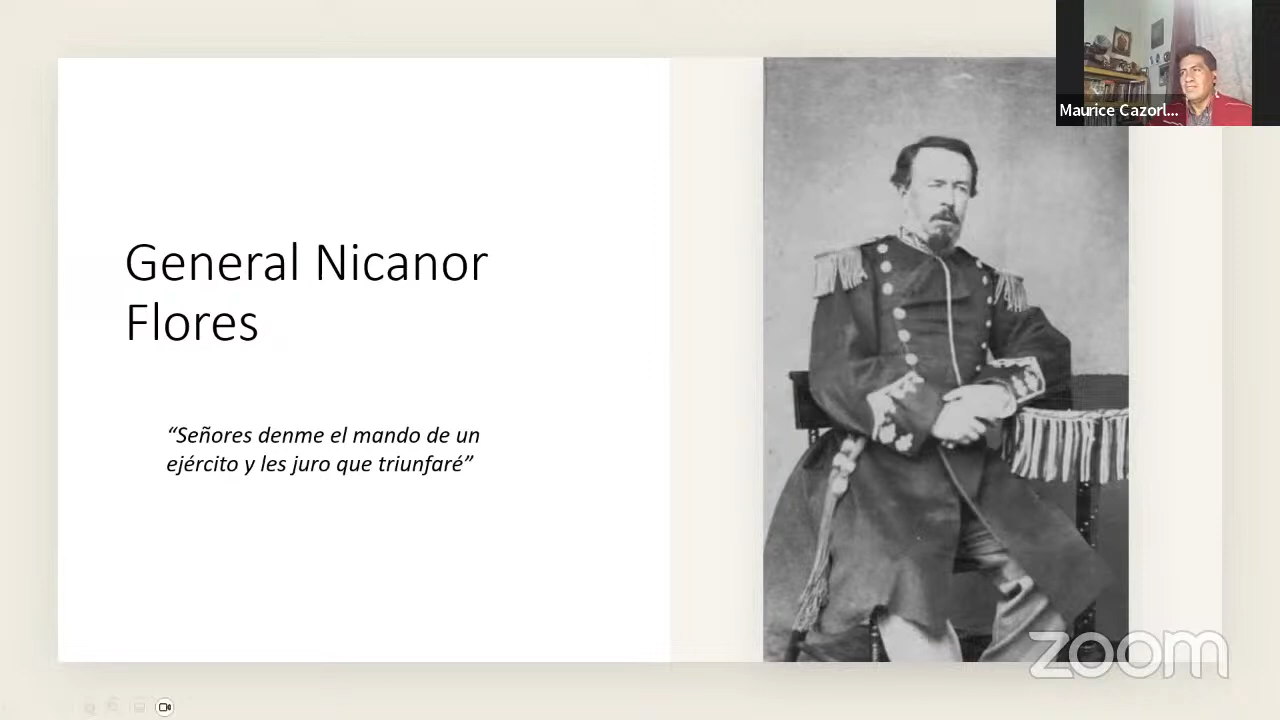 Maurice Cazorl...
General Nicanor
Flores
“Señores denme el mando de un
ejército y les juro que triunfaré”
zoom